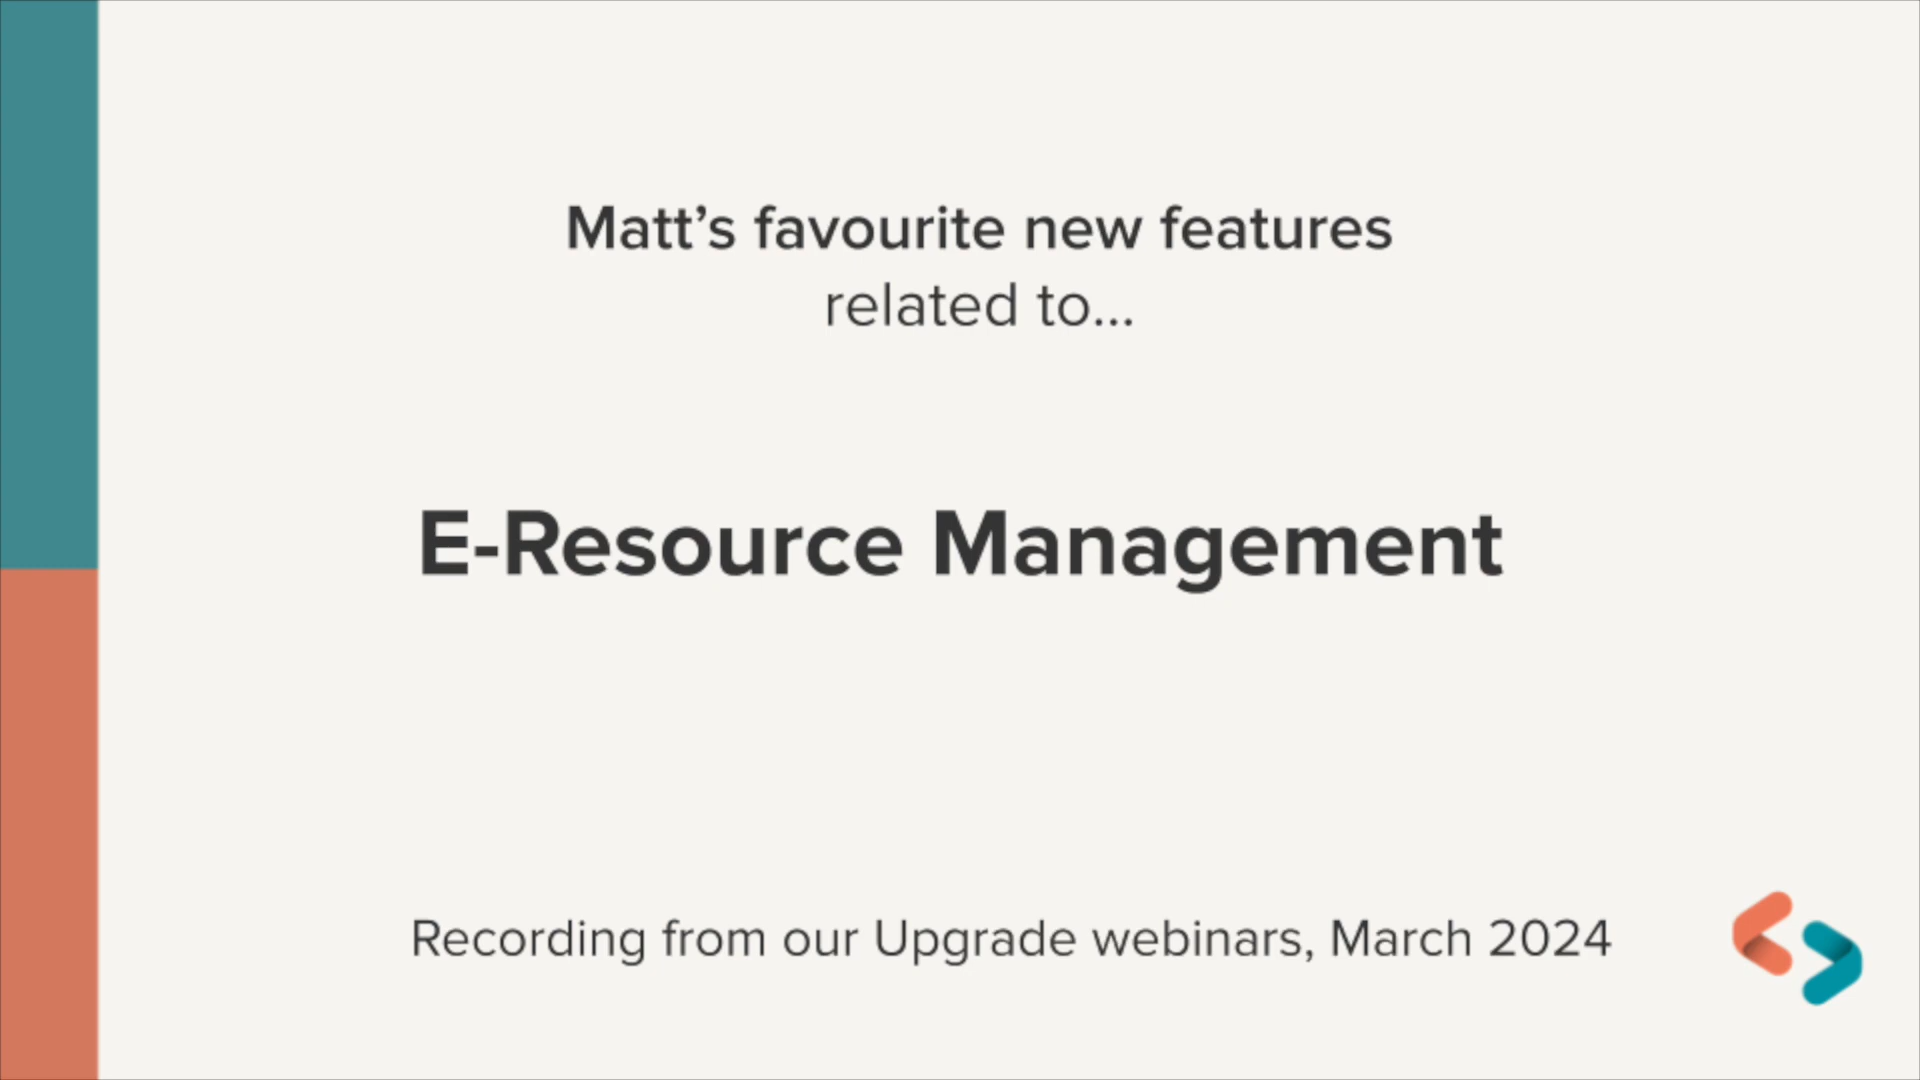 Matt’s favourite new features
related to...
E-Resource Management
Recording from our Upgrade webinars, March 2024